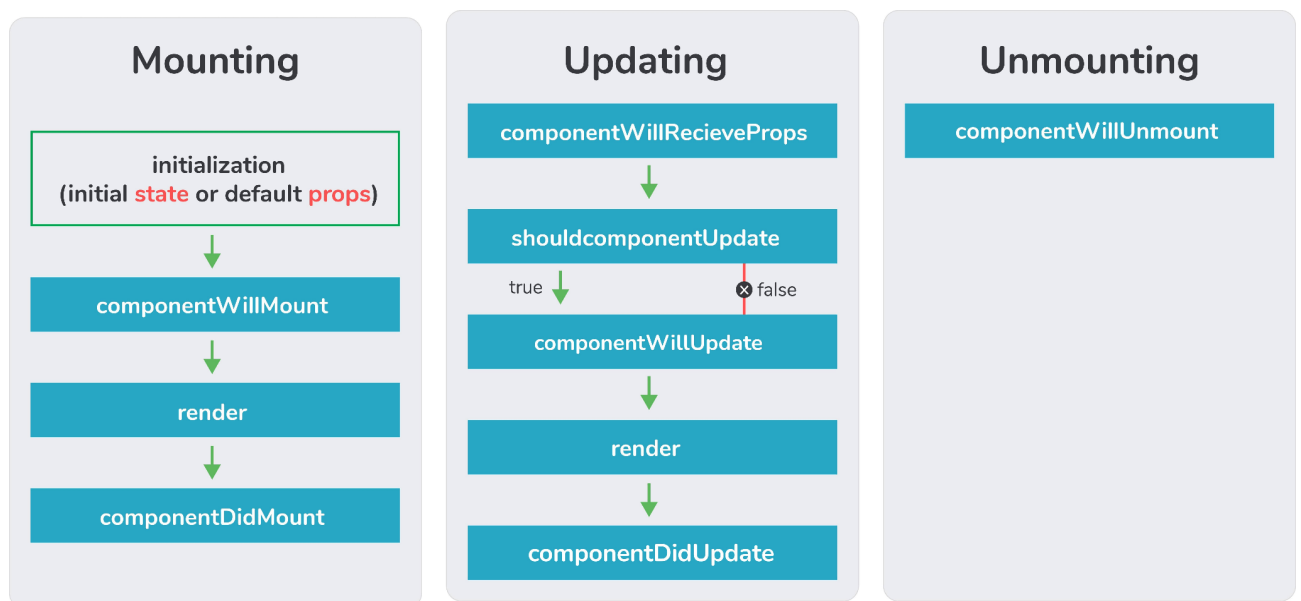 Mounting
initialization
(initial state or default props)
componentWillMount
render
componentDidMount
Updating
componentWillRecieveProps
shouldcomponentUpdate
true
false
componentWillUpdate
render
componentDidUpdate
Unmounting
componentWillUnmount